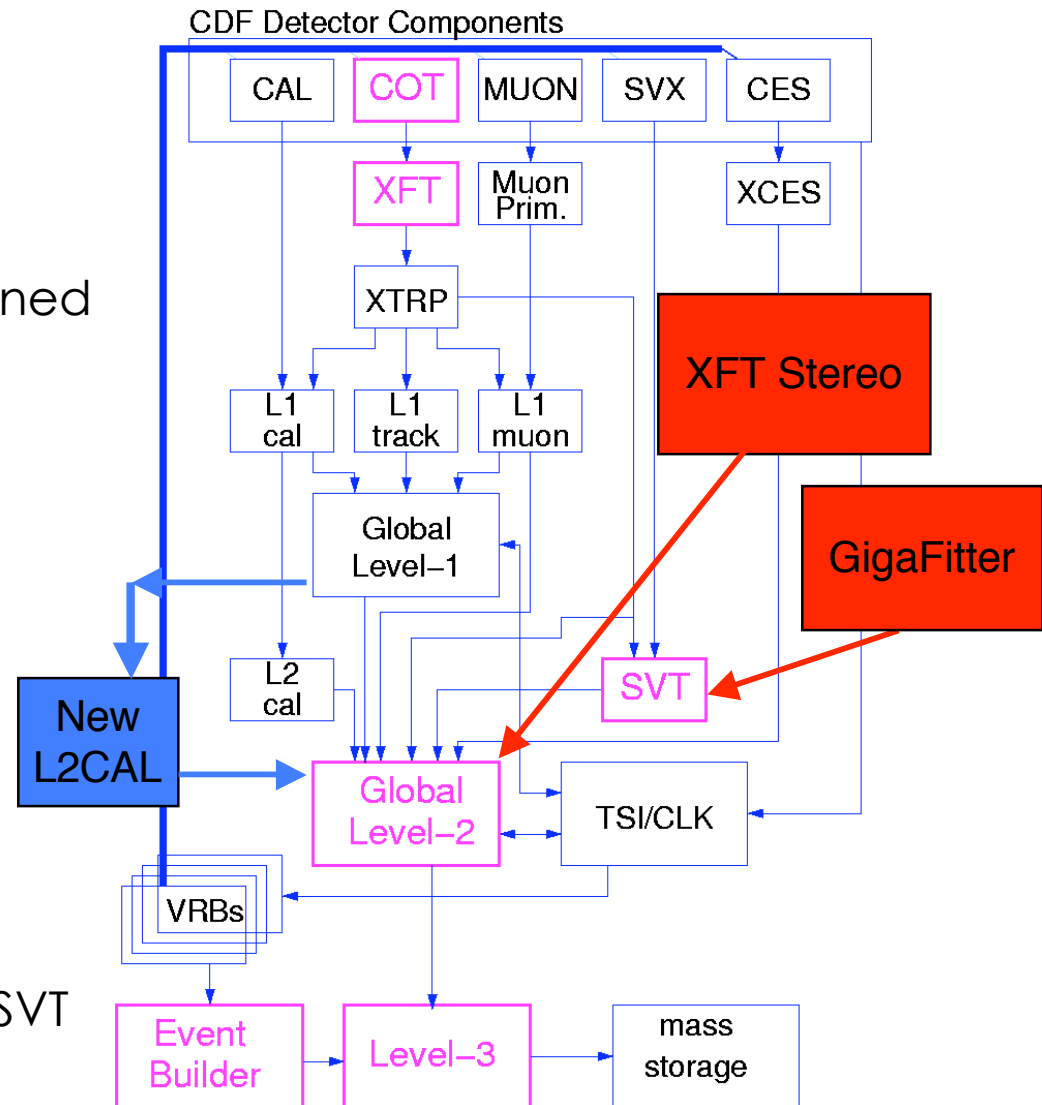 CDF Detector Components
CAL
COT
MUON
SVX
CES
XFT
Muon
Prim.
XCES
ned
XTRP
XFT Stereo
L1
cal
L1
track
L1
muon
Global
Level–1
GigaFitter
L2
cal
SVT
New
L2CAL
Global
Level–2
TSI/CLK
VRBs
SVT
Event
Builder
Level–3
mass
storage